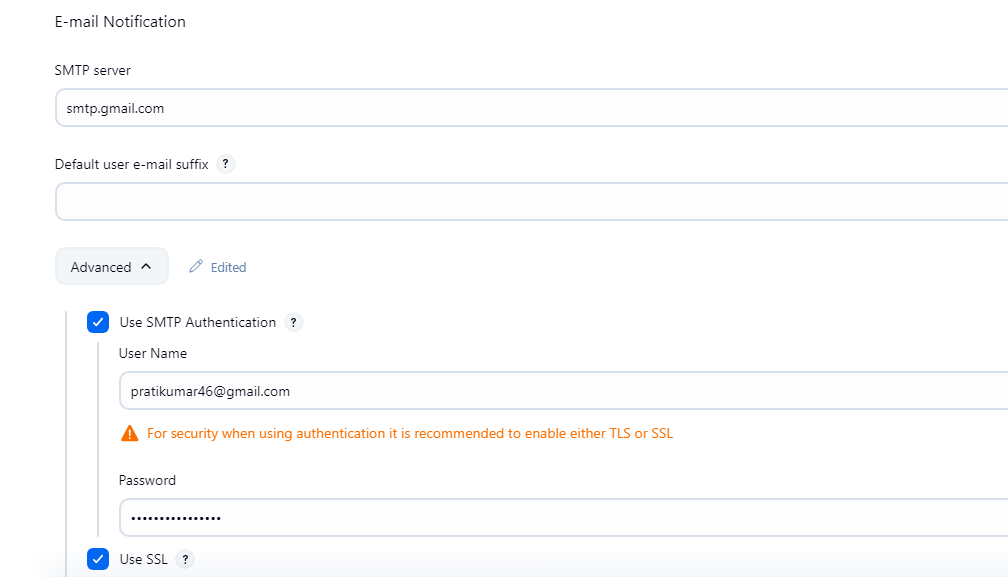 E-mail Notification
SMTP server
smtp.gmail.com
Default user e-mail suffix ?
Advanced Edited
Use SMTP Authentication ?
User Name
pratikumar46@gmail.com
For security when using authentication it is recommended to enable either TLS or SSL
Password
••••••••••••••••
Use SSL ?